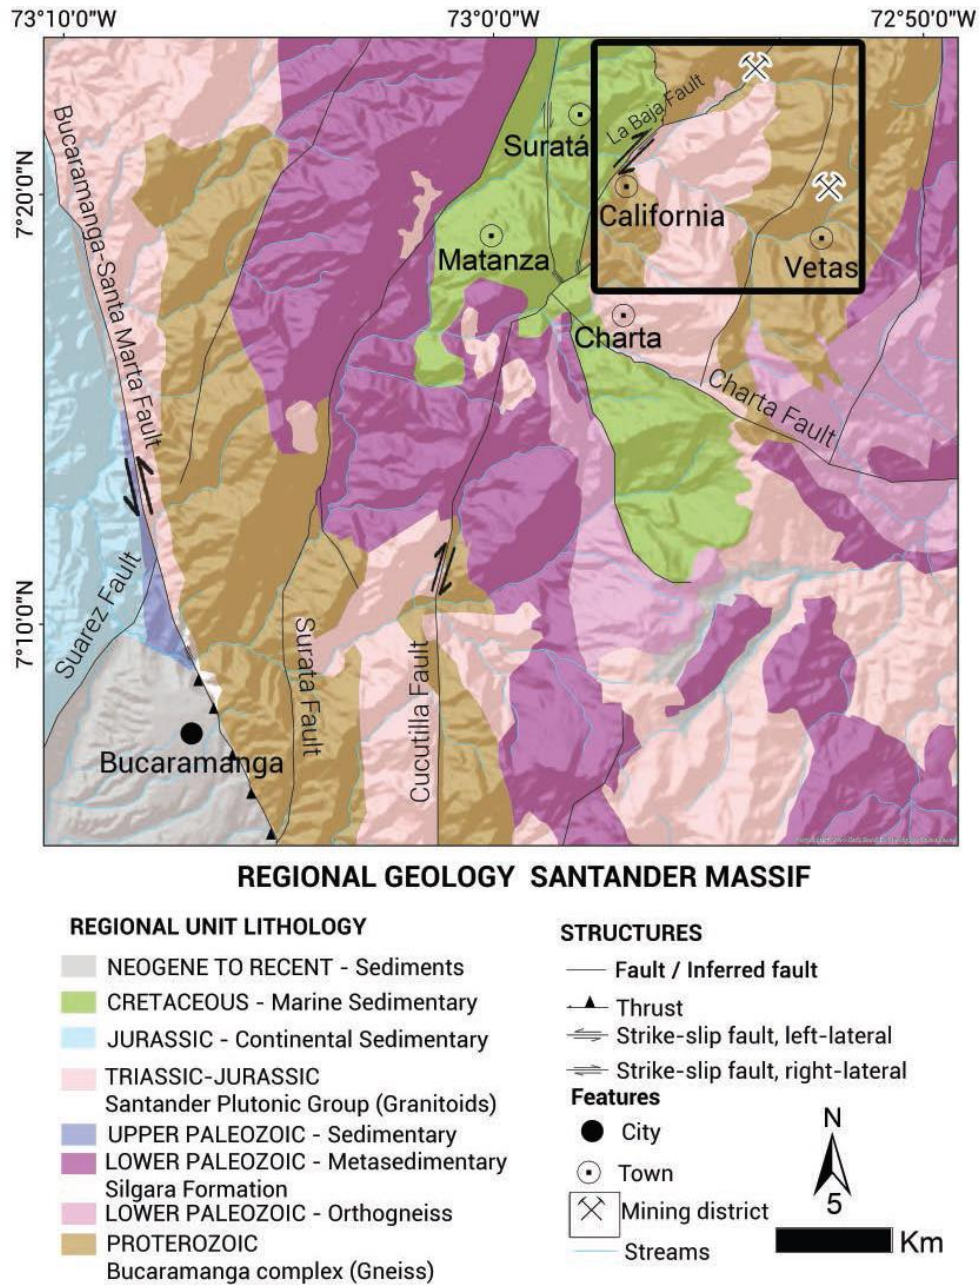 73°10'0"W
73°0'0"W
72°50'0"W
7°20'0"N
7°10'0"N
Bucaramanga-Santa Marta Fault
La Baja Fault
Suratá
California
Matanza
Vetas
Charta
Charta Fault
Suarez Fault
Surata Fault
Cucutilla Fault
Bucaramanga
REGIONAL GEOLOGY SANTANDER MASSIF
REGIONAL UNIT LITHOLOGY
NEOGENE TO RECENT - Sediments
CRETACEOUS - Marine Sedimentary
JURASSIC - Continental Sedimentary
TRIASSIC-JURASSIC
Santander Plutonic Group (Granitoids)
UPPER PALEOZOIC - Sedimentary
LOWER PALEOZOIC - Metasedimentary
Silgara Formation
LOWER PALEOZOIC - Orthogneiss
PROTEROZOIC
Bucaramanga complex (Gneiss)
STRUCTURES
Fault / Inferred fault
Thrust
Strike-slip fault, left-lateral
Strike-slip fault, right-lateral
Features
City
Town
Mining district
Streams
N
5
Km